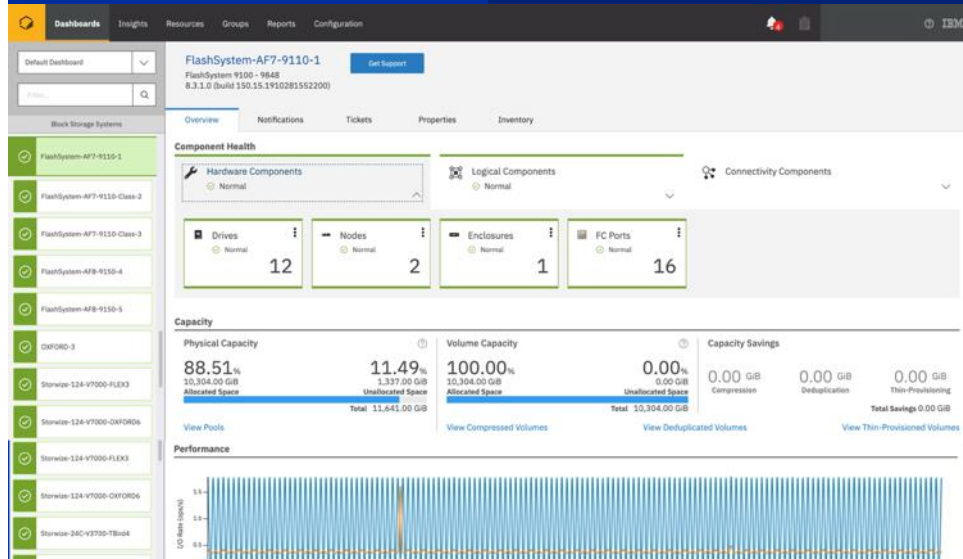 Dashboards Insights Resources Groups Reports Configuration IBM
Default Dashboard
Filter...
Block Storage Systems
FlashSystem-AF7-9110-1
FlashSystem-AF7-9110-Class-2
FlashSystem-AF7-9110-Class-3
FlashSystem-AF8-9150-4
FlashSystem-AF8-9150-5
OXFORD-3
Storwize-124-V7000-FLEX3
Storwize-124-V7000-OXFORD6
Storwize-124-V7000-FLEX3
Storwize-124-V7000-OXFORD6
Storwize-24C-V3700-TBird4
FlashSystem-AF7-9110-1
Get Support
FlashSystem 9100 - 9848
8.3.1.0 (build 150.15.1910281552200)
Overview Notifications Tickets Properties Inventory
Component Health
Hardware Components
Normal
Logical Components
Normal
Connectivity Components
Drives
Normal
12
Nodes
Normal
2
Enclosures
Normal
1
FC Ports
Normal
16
Capacity
Physical Capacity
88.51% 11.49%
10,304.00 GiB 1,337.00 GiB
Allocated Space Unallocated Space
Total 11,641.00 GiB
View Pools
Volume Capacity
100.00% 0.00%
10,304.00 GiB 0.00 GiB
Allocated Space Unallocated Space
Total 10,304.00 GiB
View Compressed Volumes View Deduplicated Volumes View Thin-Provisioned Volumes
Capacity Savings
0.00 GiB 0.00 GiB 0.00 GiB
Compression Deduplication Thin-Provisioning
Total Savings 0.00 GiB
Performance
I/O Rate (ops/s)